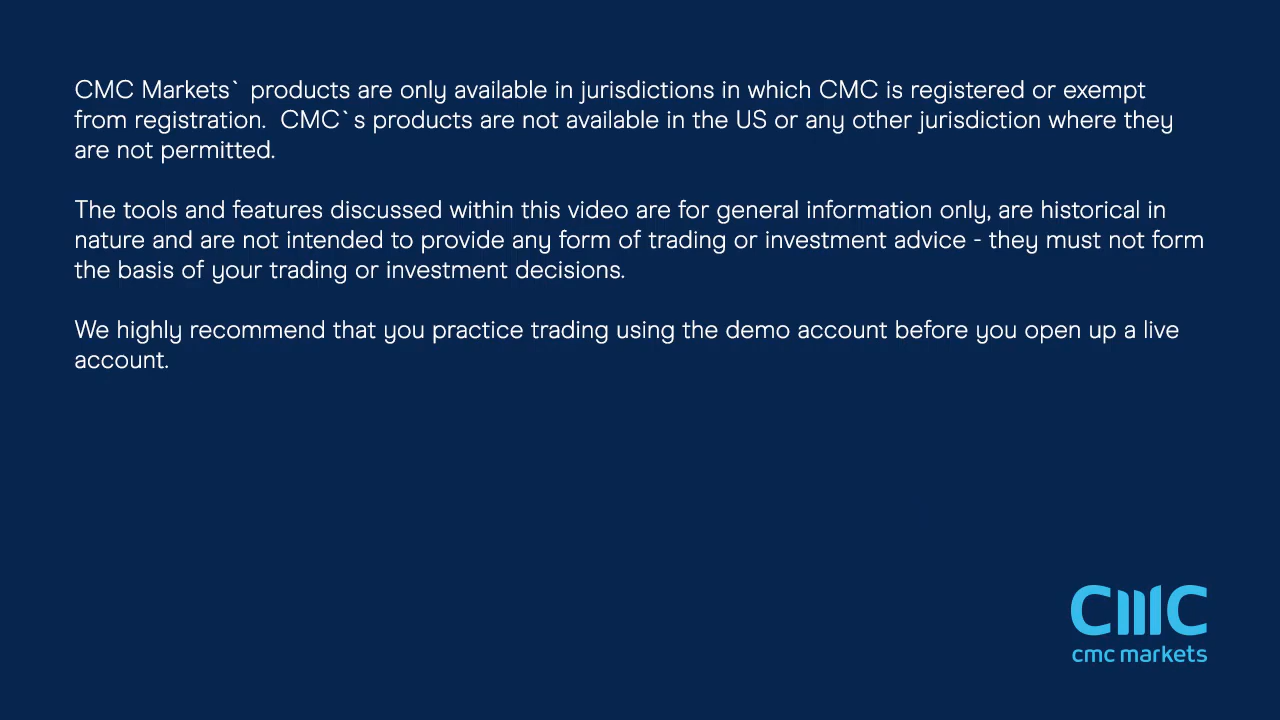 CMC Markets` products are only available in jurisdictions in which CMC is registered or exempt
from registration.  CMC`s products are not available in the US or any other jurisdiction where they
are not permitted.
The tools and features discussed within this video are for general information only, are historical in
nature and are not intended to provide any form of trading or investment advice - they must not form
the basis of your trading or investment decisions.
We highly recommend that you practice trading using the demo account before you open up a live
account.
CMC
cmc markets